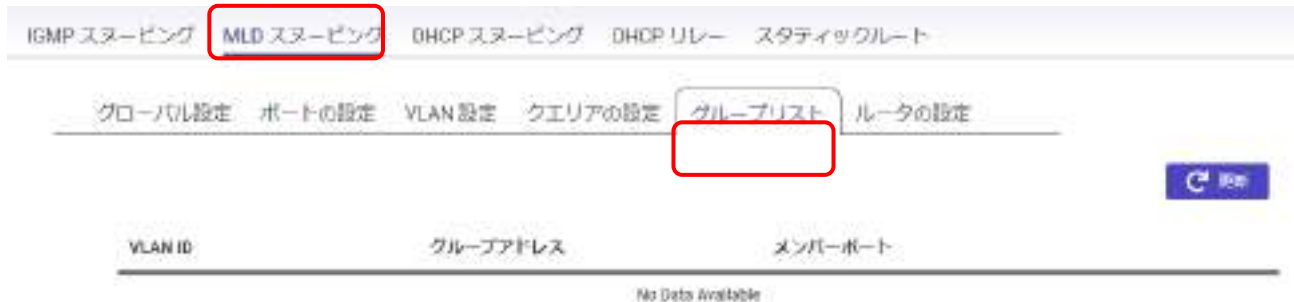 IGMP スヌーピング MLD スヌーピング DHCP スヌーピング DHCP リレー スタティックルート
グローバル設定 ポートの設定 VLAN 設定 クエリアの設定 グループリスト ルータの設定
更新
VLAN ID グループアドレス メンバーポート
No Data Available